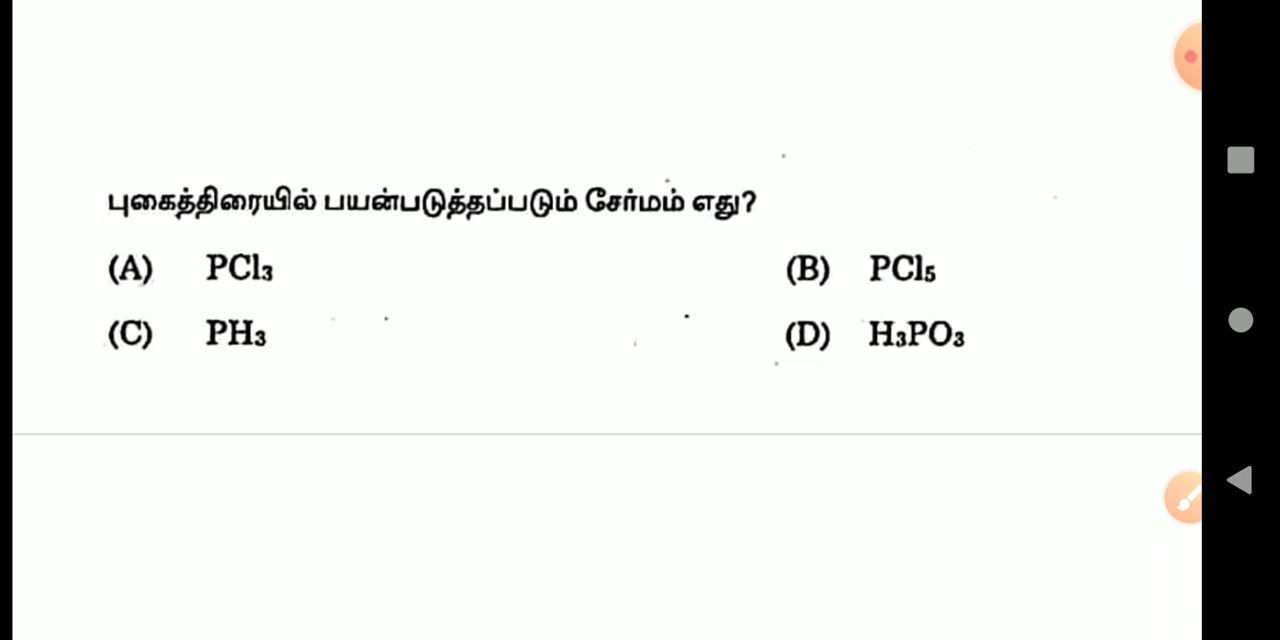 புகைத்திரையில் பயன்படுத்தப்படும் சேர்மம் எது?
(A) PCl₃ (B) PCl₅
(C) PH₃ (D) H₃PO₃